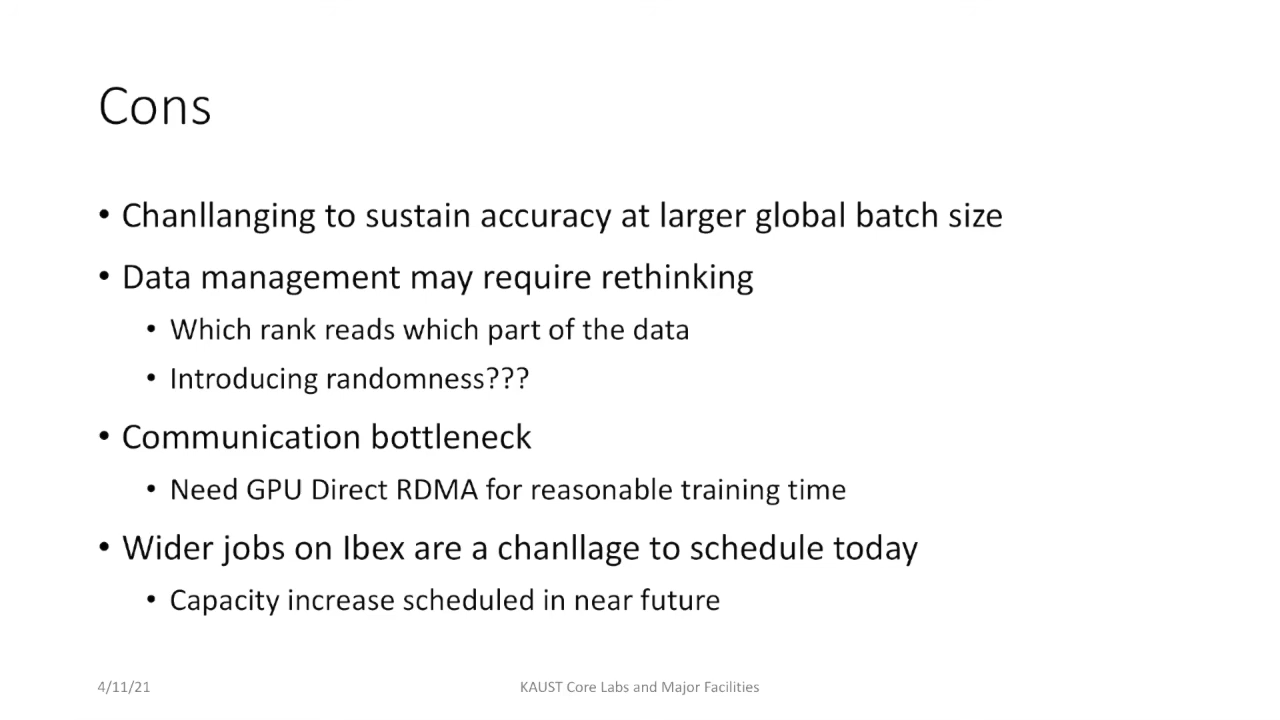 Cons
• Chanllanging to sustain accuracy at larger global batch size
• Data management may require rethinking
• Which rank reads which part of the data
• Introducing randomness???
• Communication bottleneck
• Need GPU Direct RDMA for reasonable training time
• Wider jobs on Ibex are a chanllage to schedule today
• Capacity increase scheduled in near future
4/11/21
KAUST Core Labs and Major Facilities